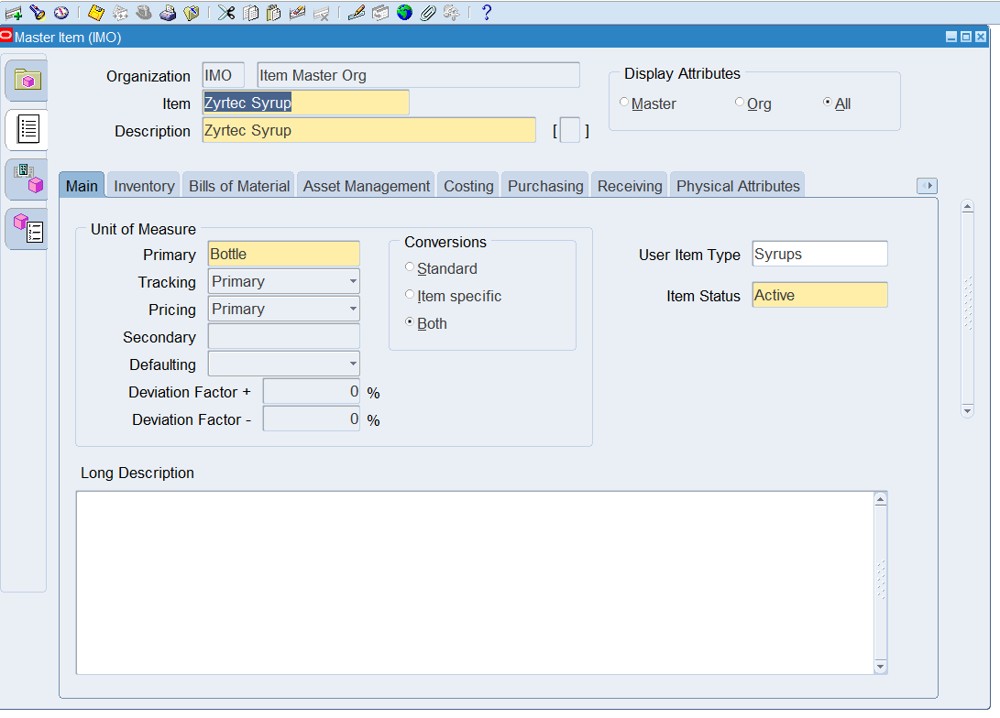 Master Item (IMO)
Organization IMO Item Master Org
Display Attributes
Item Zyrtec Syrup
Master Org All
Description Zyrtec Syrup [ ]
Main Inventory Bills of Material Asset Management Costing Purchasing Receiving Physical Attributes
Unit of Measure
Conversions
Primary Bottle
User Item Type Syrups
Standard
Tracking Primary
Item specific
Item Status Active
Pricing Primary
Both
Secondary
Defaulting
Deviation Factor + 0 %
Deviation Factor - 0 %
Long Description